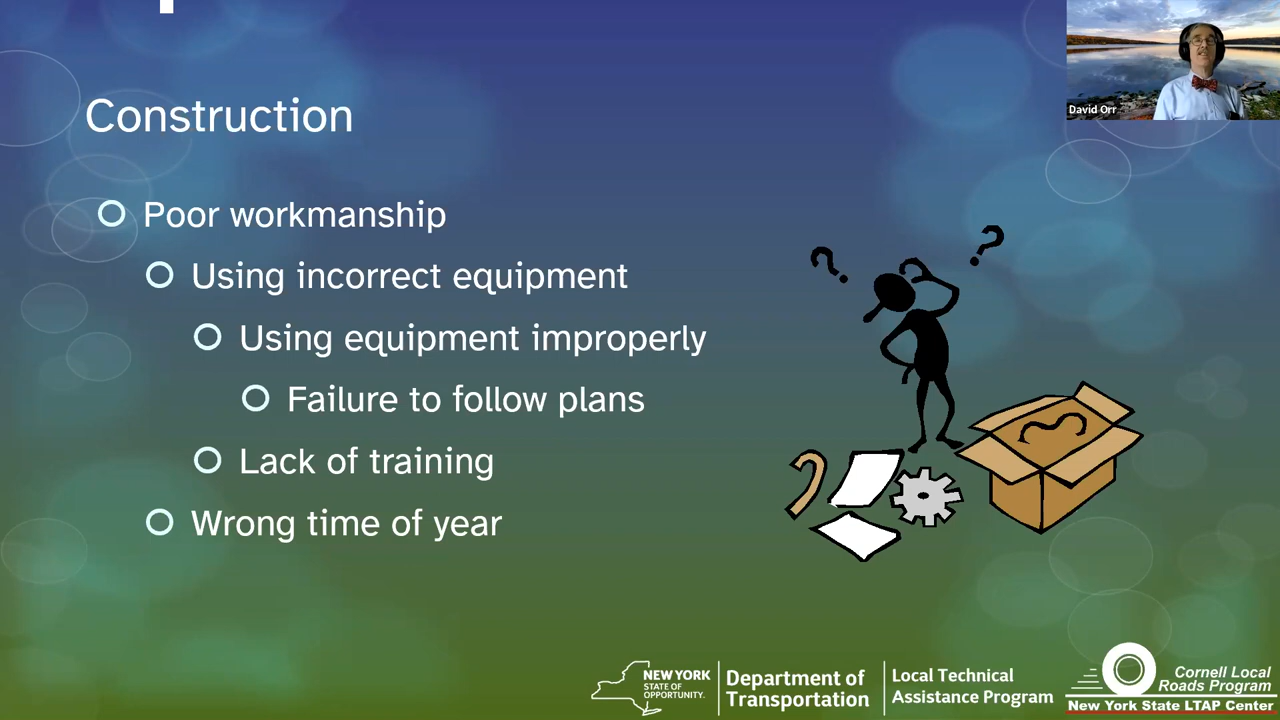 David Orr
Construction
Poor workmanship
Using incorrect equipment
Using equipment improperly
Failure to follow plans
Lack of training
Wrong time of year
?
?
NEW YORK
STATE OF
OPPORTUNITY.
Department of
Transportation
Local Technical
Assistance Program
Cornell Local
Roads Program
New York State LTAP Center